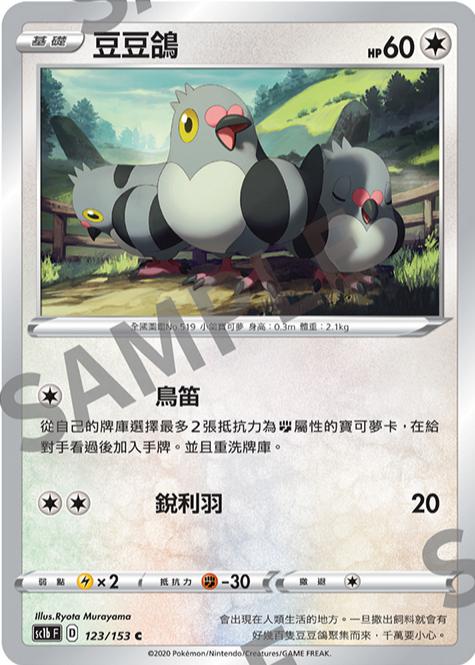 基礎 豆豆鴿 HP60
全國圖鑑No.519 小鴿寶可夢 身高：0.3m 體重：2.1kg
鳥笛
從自己的牌庫選擇最多2張抵抗力為屬性的寶可夢卡，在給
對手看過後加入手牌。並且重洗牌庫。
銳利羽 20
弱點 ×2 抵抗力 -30 撤退
Illus.Ryota Murayama
sc1b F D 123/153 C
會出現在人類生活的地方。一旦撒出飼料就會有
好幾百隻豆豆鴿聚集而來，千萬要小心。
©2020 Pokémon/Nintendo/Creatures/GAME FREAK.
SAMPLE